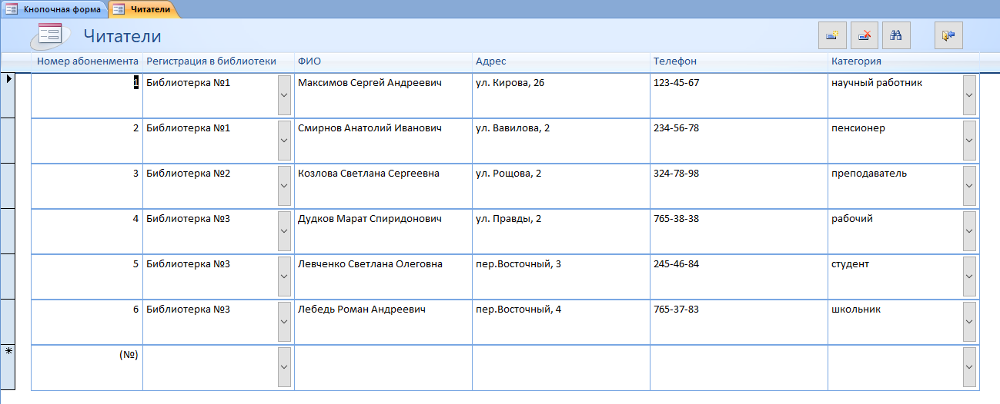 Кнопочная форма Читатели
Читатели
Номер абоненмента Регистрация в библиотеки ФИО Адрес Телефон Категория
1 Библиотерка №1 Максимов Сергей Андреевич ул. Кирова, 26 123-45-67 научный работник
2 Библиотерка №1 Смирнов Анатолий Иванович ул. Вавилова, 2 234-56-78 пенсионер
3 Библиотерка №2 Козлова Светлана Сергеевна ул. Рощова, 2 324-78-98 преподаватель
4 Библиотерка №3 Дудков Марат Спиридонович ул. Правды, 2 765-38-38 рабочий
5 Библиотерка №3 Левченко Светлана Олеговна пер.Восточный, 3 245-46-84 студент
6 Библиотерка №3 Лебедь Роман Андреевич пер.Восточный, 4 765-37-83 школьник
(№)